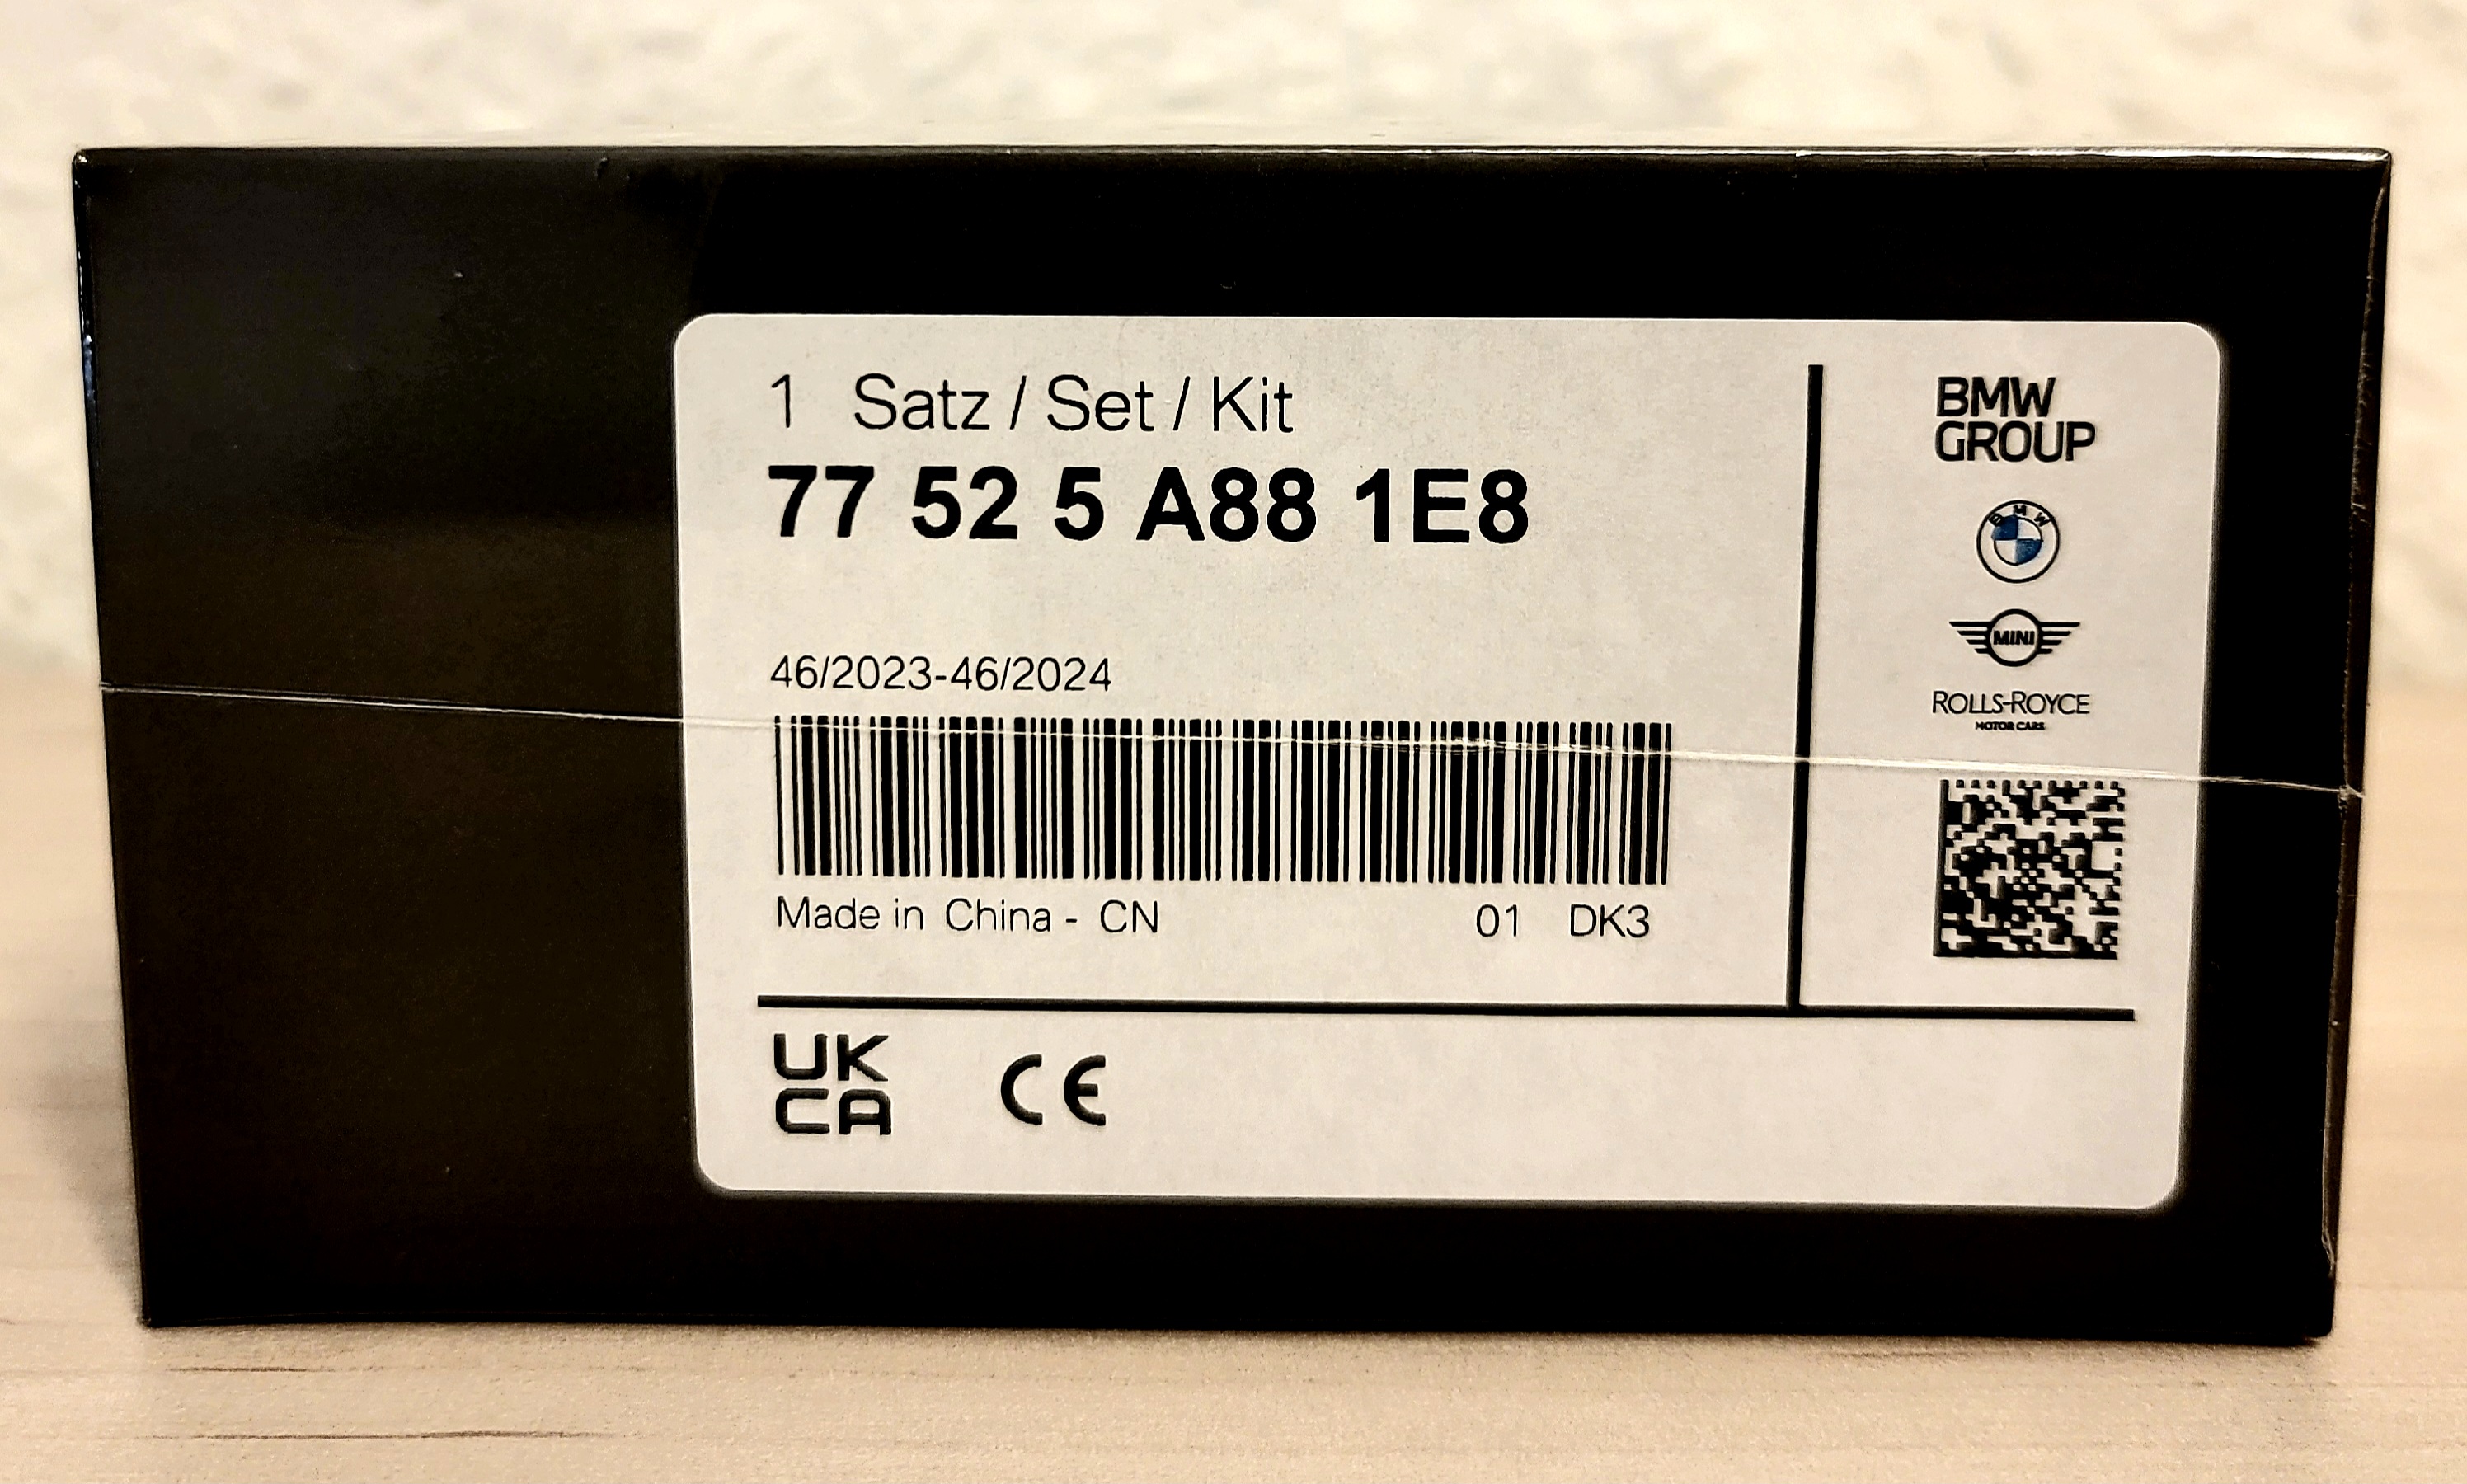 1 Satz / Set / Kit
77 52 5 A88 1E8
46/2023-46/2024
Made in China - CN 01 DK3
BMW
GROUP
BMW
MINI
ROLLS-ROYCE
MOTOR CARS
UK
CA
CE